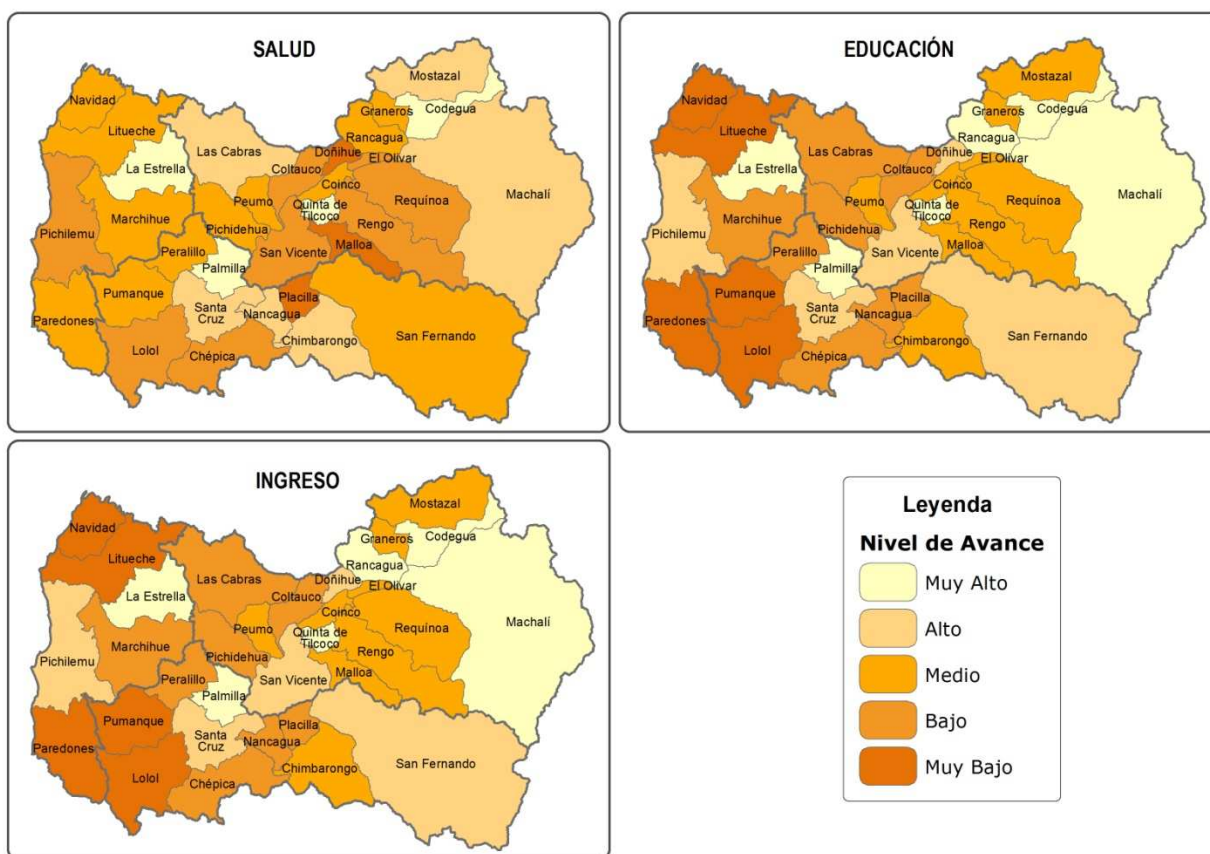 SALUD
Mostazal
Navidad
Graneros
Codegua
Litueche
Rancagua
Las Cabras
Doñihue
El Olivar
La Estrella
Coltauco
Coinco
Machalí
Peumo
Quinta de
Tilcoco
Requínoa
Marchihue
Rengo
Pichilemu
Pichidehua
Peralillo
San Vicente
Malloa
Palmilla
Pumanque
Placilla
Santa
Cruz
Paredones
Nancagua
San Fernando
Chimbarongo
Lolol
Chépica
EDUCACIÓN
Mostazal
Navidad
Graneros
Codegua
Litueche
Rancagua
Las Cabras
Doñihue
El Olivar
La Estrella
Coltauco
Coinco
Machalí
Peumo
Quinta de
Tilcoco
Requínoa
Marchihue
Rengo
Pichilemu
Pichidehua
Peralillo
San Vicente
Malloa
Palmilla
Pumanque
Placilla
Santa
Cruz
Paredones
Nancagua
San Fernando
Chimbarongo
Lolol
Chépica
INGRESO
Mostazal
Navidad
Graneros
Codegua
Litueche
Rancagua
Las Cabras
Doñihue
El Olivar
La Estrella
Coltauco
Coinco
Machalí
Peumo
Quinta de
Tilcoco
Requínoa
Marchihue
Rengo
Pichilemu
Pichidehua
Peralillo
San Vicente
Malloa
Palmilla
Pumanque
Placilla
Santa
Cruz
Paredones
Nancagua
San Fernando
Chimbarongo
Lolol
Chépica
Leyenda
Nivel de Avance
Muy Alto
Alto
Medio
Bajo
Muy Bajo